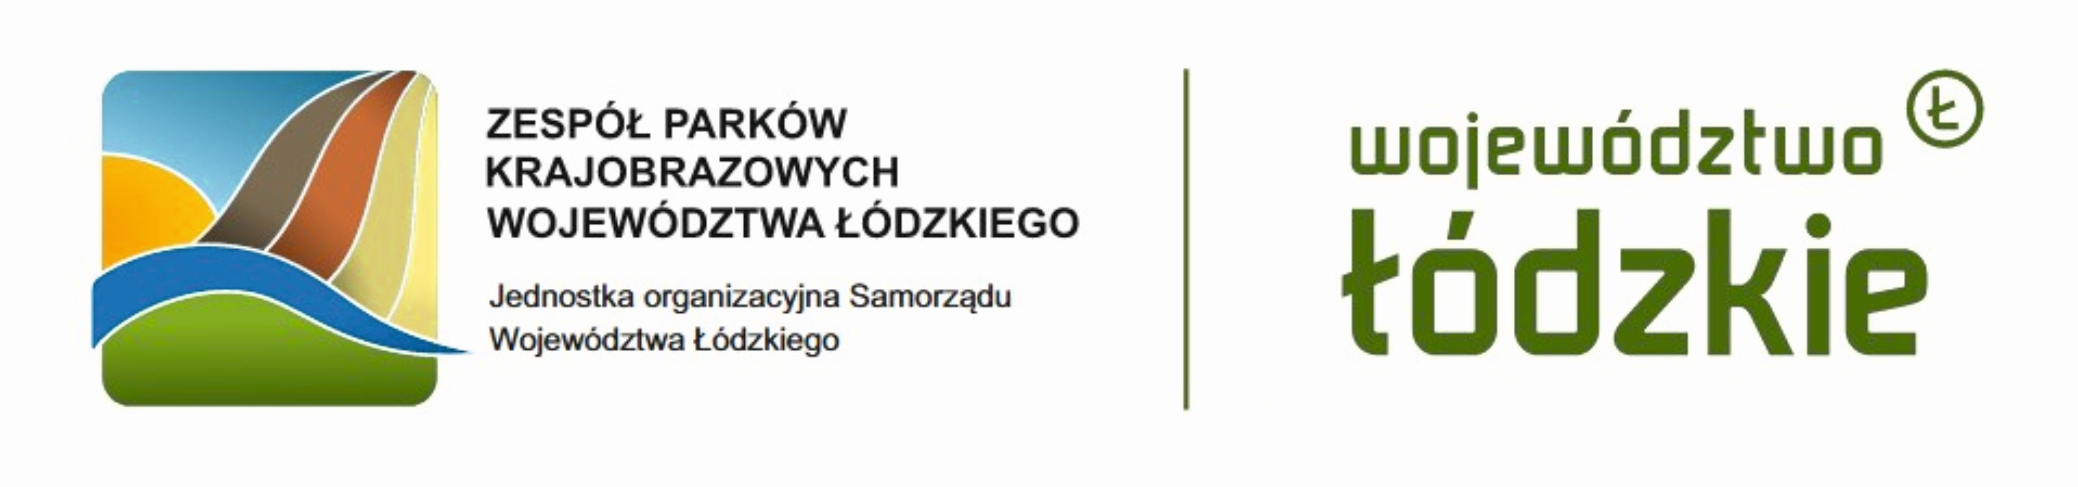 ZESPÓŁ PARKÓW
KRAJOBRAZOWYCH
WOJEWÓDZTWA ŁÓDZKIEGO
Jednostka organizacyjna Samorządu
Województwa Łódzkiego
województwo
Ł
łódzkie